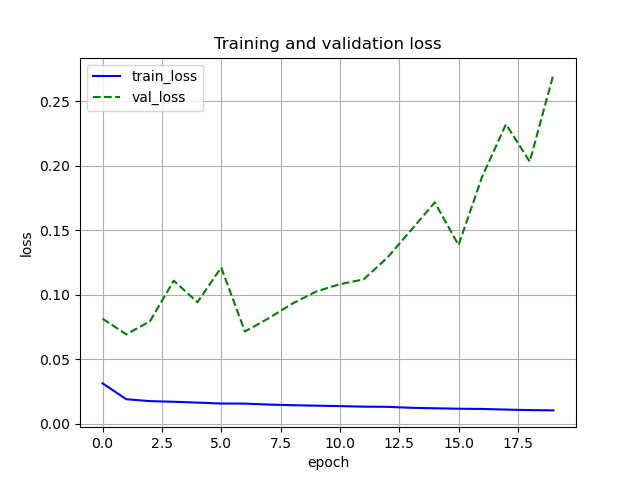 Training and validation loss
train_loss
val_loss
loss
0.25
0.20
0.15
0.10
0.05
0.00
0.0 2.5 5.0 7.5 10.0 12.5 15.0 17.5
epoch